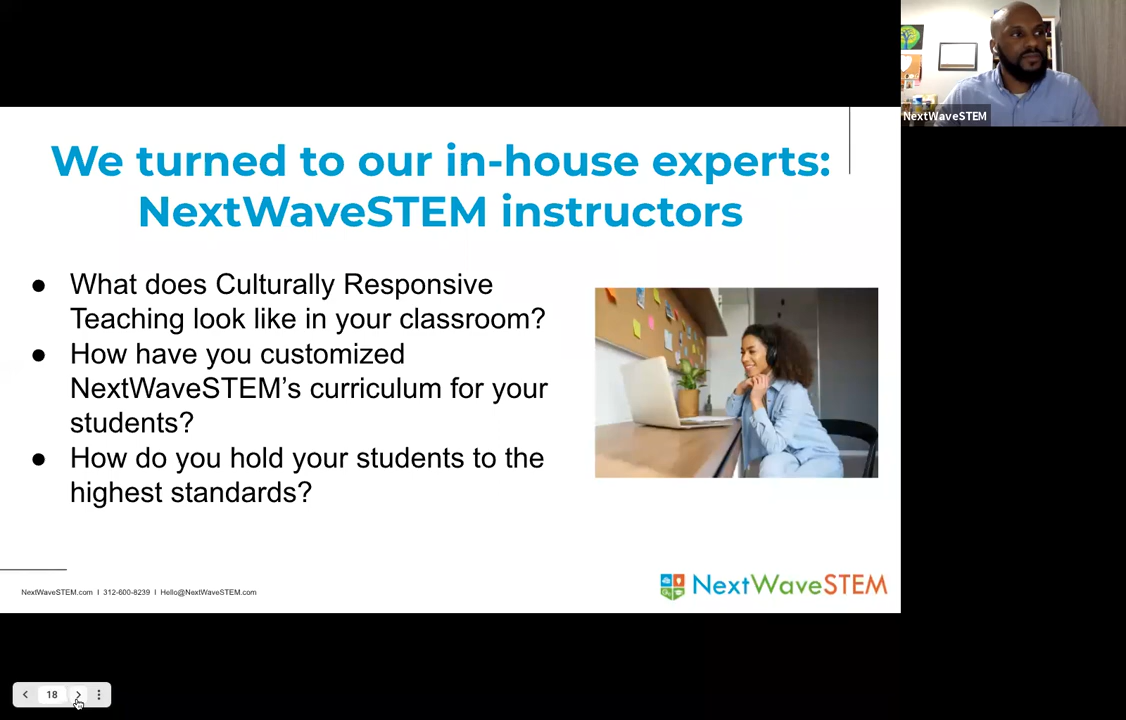 NextWaveSTEM
We turned to our in-house experts:
NextWaveSTEM instructors
● What does Culturally Responsive
Teaching look like in your classroom?
● How have you customized
NextWaveSTEM’s curriculum for your
students?
● How do you hold your students to the
highest standards?
NextWaveSTEM.com I 312-600-8239 I Hello@NextWaveSTEM.com
NextWaveSTEM
18